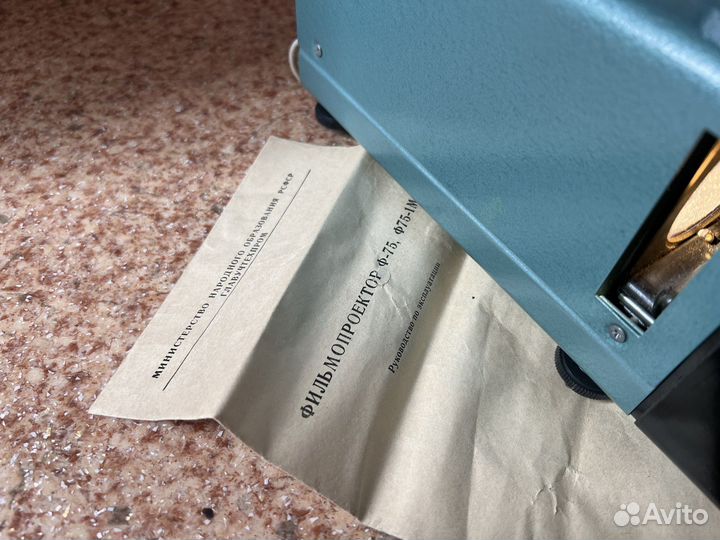 МИНИСТЕРСТВО НАРОДНОГО ОБРАЗОВАНИЯ РСФСР
ГЛАВУЧТЕХПРОМ
ФИЛЬМОПРОЕКТОР Ф-75, Ф75-1М
Руководство по эксплуатации
Avito